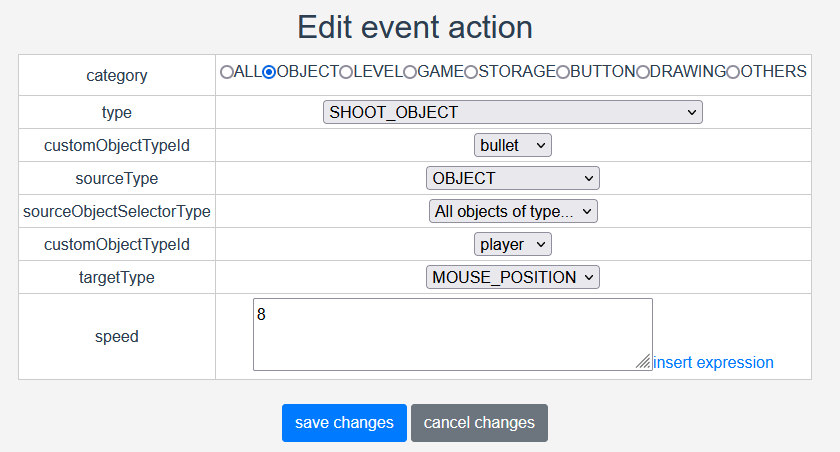 Edit event action
category ALL OBJECT LEVEL GAME STORAGE BUTTON DRAWING OTHERS
type SHOOT_OBJECT
customObjectTypeId bullet
sourceType OBJECT
sourceObjectSelectorType All objects of type...
customObjectTypeId player
targetType MOUSE_POSITION
speed 8 insert expression
save changes cancel changes